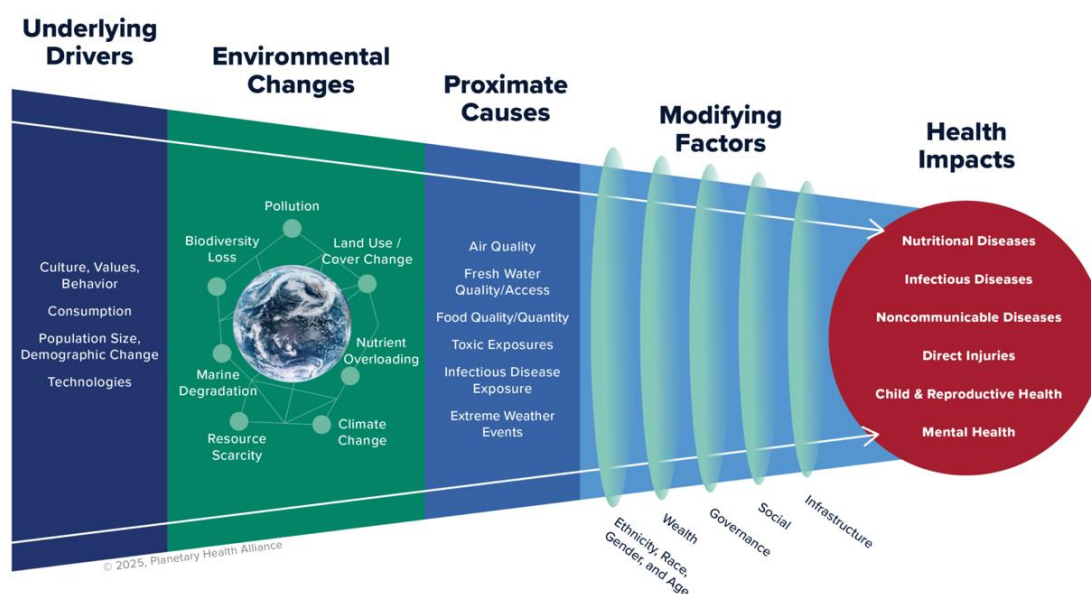 Underlying
Drivers
Environmental
Changes
Proximate
Causes
Modifying
Factors
Health
Impacts
Culture, Values,
Behavior
Consumption
Population Size,
Demographic Change
Technologies
Pollution
Biodiversity
Loss
Land Use /
Cover Change
Nutrient
Overloading
Marine
Degradation
Climate
Change
Resource
Scarcity
Air Quality
Fresh Water
Quality/Access
Food Quality/Quantity
Toxic Exposures
Infectious Disease
Exposure
Extreme Weather
Events
Ethnicity, Race,
Gender, and Age
Wealth
Governance
Social
Infrastructure
Nutritional Diseases
Infectious Diseases
Noncommunicable Diseases
Direct Injuries
Child & Reproductive Health
Mental Health
© 2025, Planetary Health Alliance